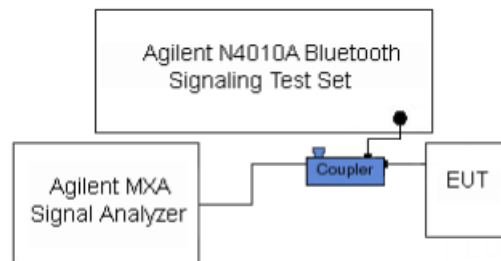 Agilent N4010A Bluetooth
Signaling Test Set
Coupler
Agilent MXA
Signal Analyzer
EUT